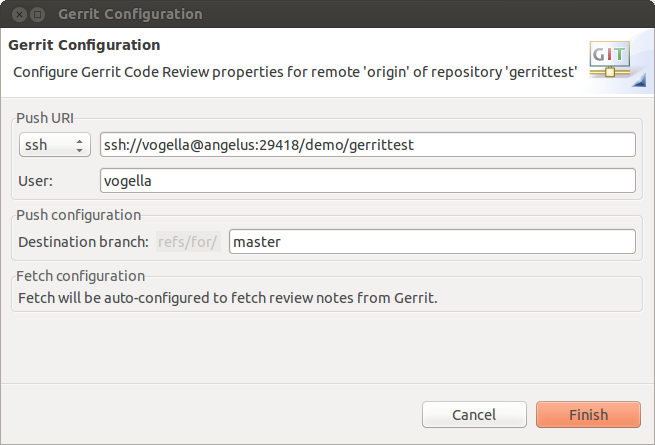 Gerrit Configuration
Gerrit Configuration
Configure Gerrit Code Review properties for remote 'origin' of repository 'gerrittest'
GIT
Push URI
ssh ssh://vogella@angelus:29418/demo/gerrittest
User: vogella
Push configuration
Destination branch: refs/for/ master
Fetch configuration
Fetch will be auto-configured to fetch review notes from Gerrit.
Cancel Finish